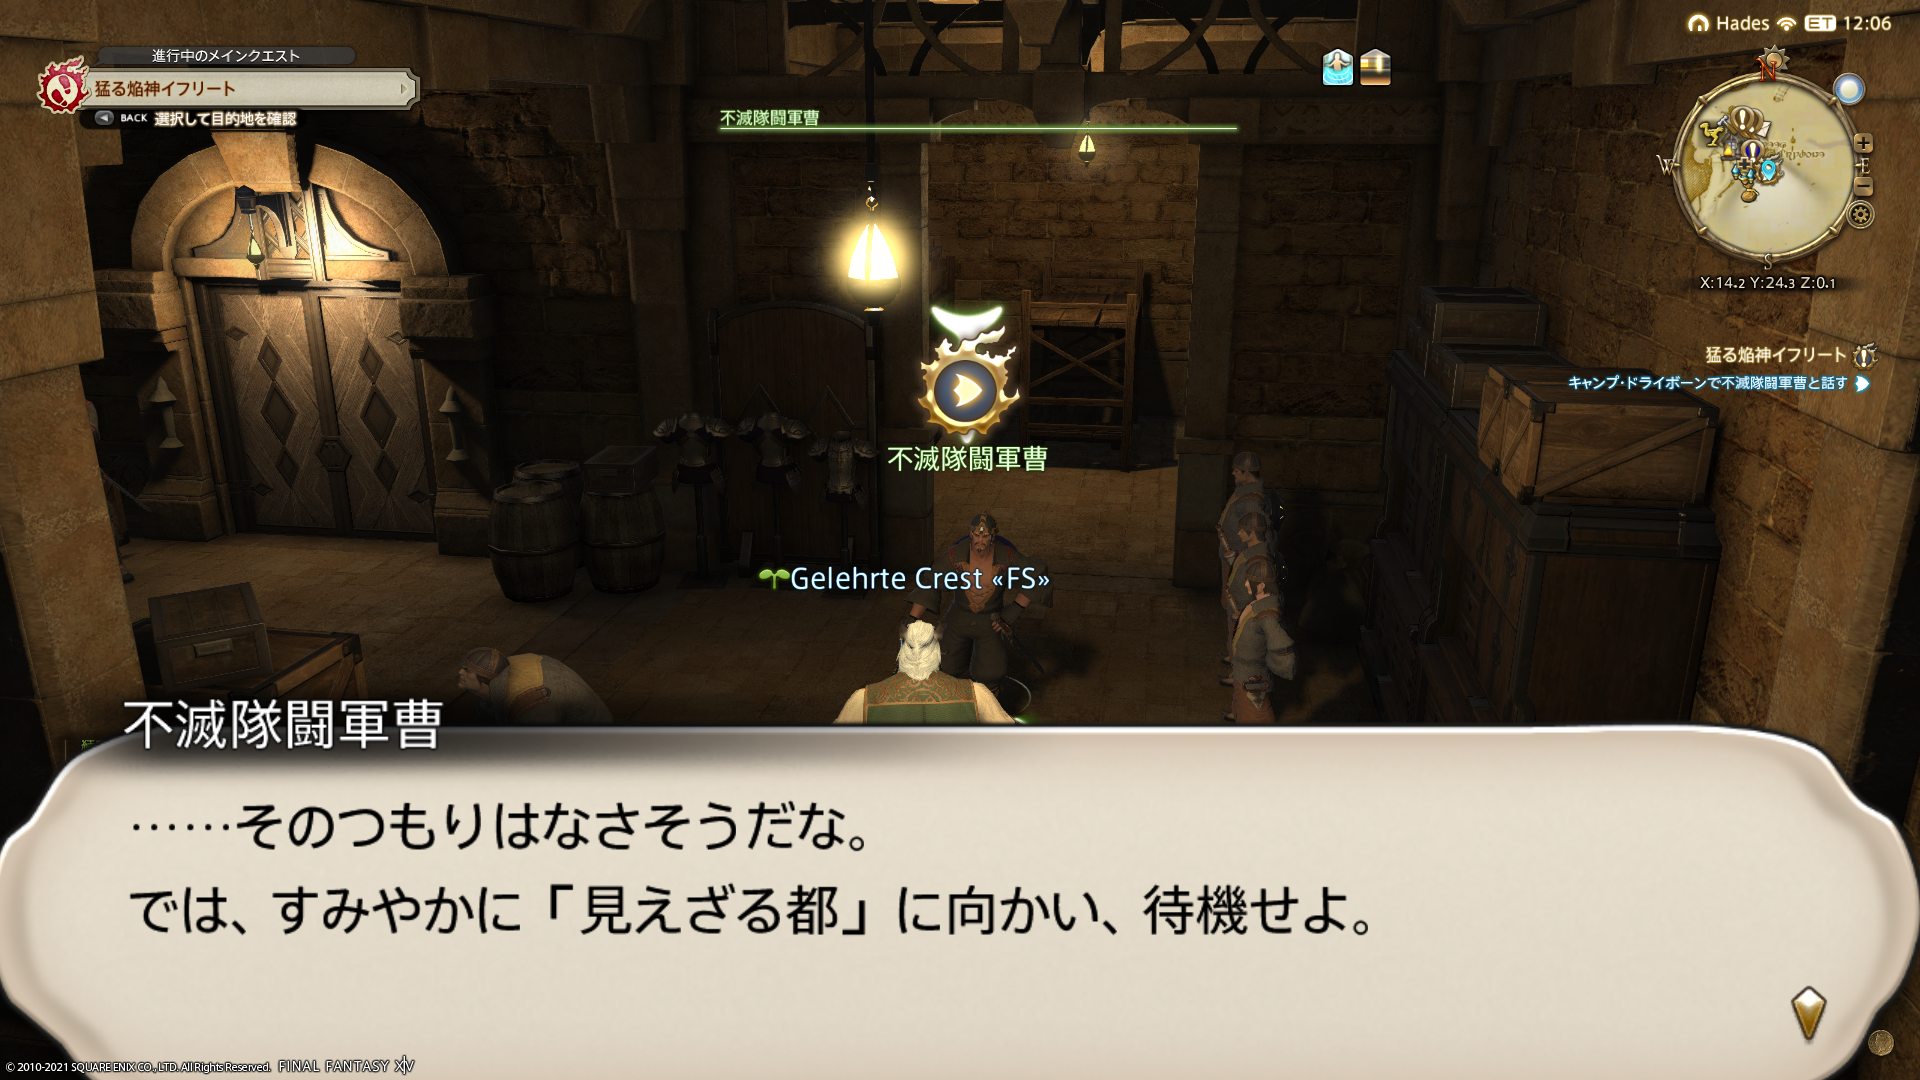 Hades ET 12:06
進行中のメインクエスト
猛る焔神イフリート
BACK 選択して目的地を確認
不滅隊闘軍曹
N
W
E
S
X:14.2 Y:24.3 Z:0.1
猛る焔神イフリート
キャンプ・ドライボーンで不滅隊闘軍曹と話す
不滅隊闘軍曹
Gelehrte Crest «FS»
不滅隊闘軍曹
……そのつもりはなさそうだな。
では、すみやかに「見えざる都」に向かい、待機せよ。
© 2010-2021 SQUARE ENIX CO., LTD. All Rights Reserved. FINAL FANTASY XIV